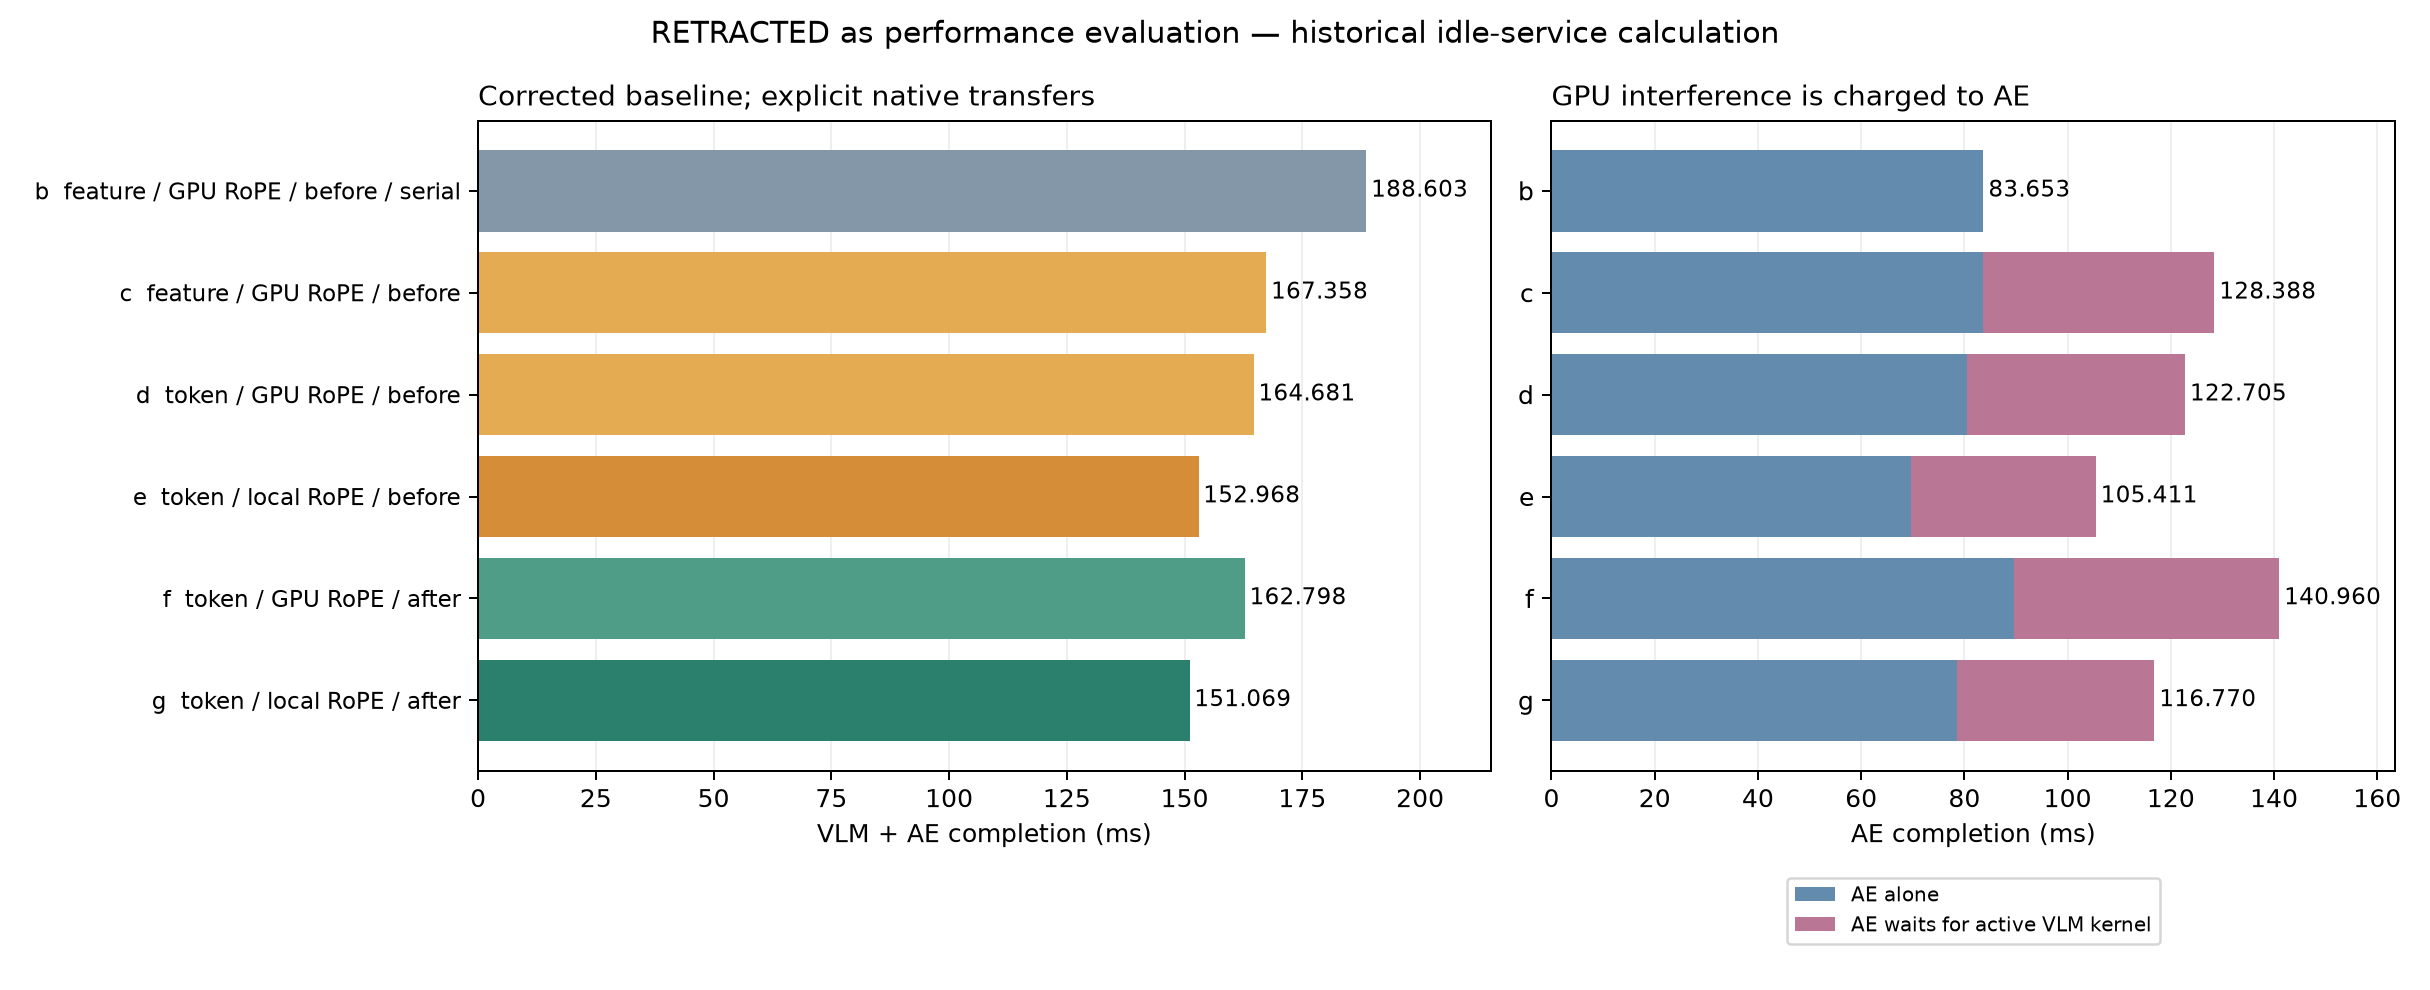 RETRACTED as performance evaluation — historical idle-service calculation
Corrected baseline; explicit native transfers
b  feature / GPU RoPE / before / serial
188.603
c  feature / GPU RoPE / before
167.358
d  token / GPU RoPE / before
164.681
e  token / local RoPE / before
152.968
f  token / GPU RoPE / after
162.798
g  token / local RoPE / after
151.069
0 25 50 75 100 125 150 175 200
VLM + AE completion (ms)
GPU interference is charged to AE
b
83.653
c
128.388
d
122.705
e
105.411
f
140.960
g
116.770
0 20 40 60 80 100 120 140 160
AE completion (ms)
AE alone
AE waits for active VLM kernel